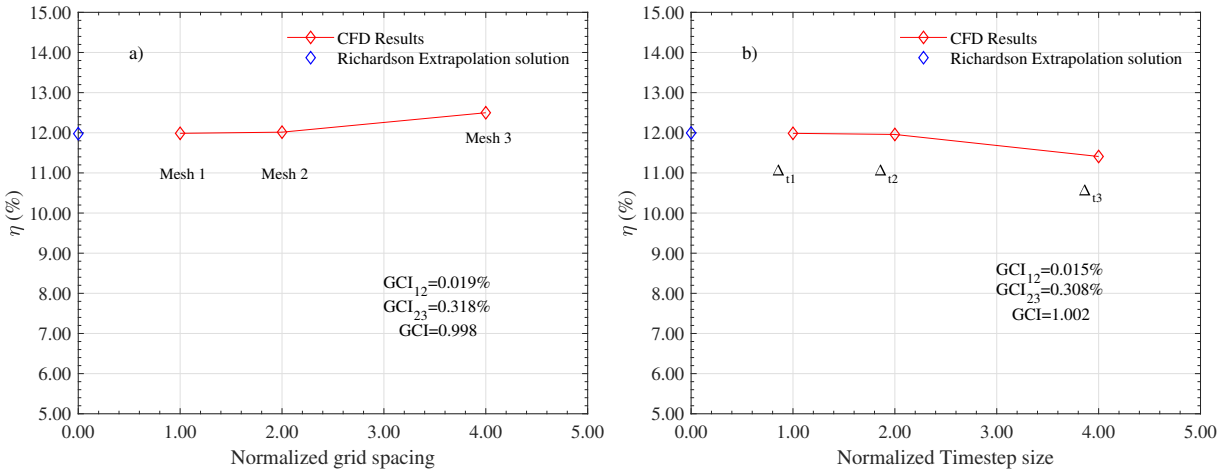 a)
CFD Results
Richardson Extrapolation solution
15.00
14.00
13.00
12.00
11.00
10.00
9.00
8.00
7.00
6.00
5.00
η (%)
Mesh 1
Mesh 2
Mesh 3
GCI12=0.019%
GCI23=0.318%
GCI=0.998
0.00 1.00 2.00 3.00 4.00 5.00
Normalized grid spacing
b)
CFD Results
Richardson Extrapolation solution
15.00
14.00
13.00
12.00
11.00
10.00
9.00
8.00
7.00
6.00
5.00
η (%)
Δt1
Δt2
Δt3
GCI12=0.015%
GCI23=0.308%
GCI=1.002
0.00 1.00 2.00 3.00 4.00 5.00
Normalized Timestep size